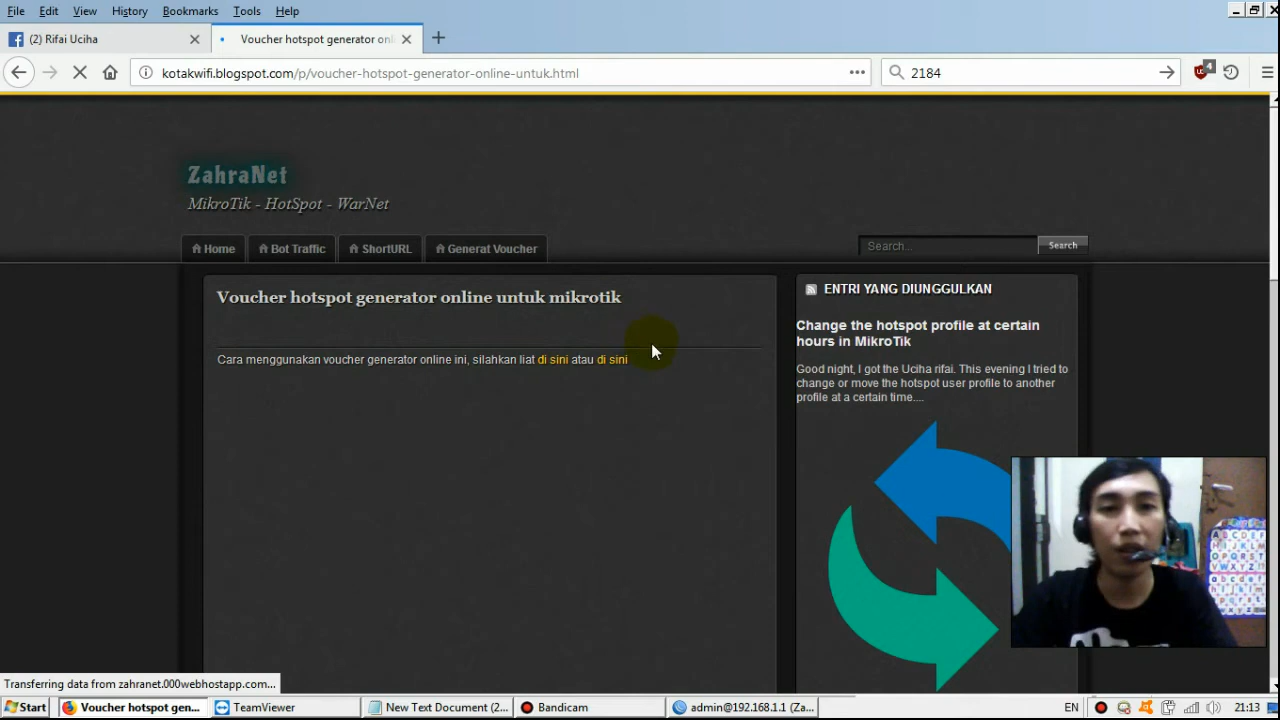 File Edit View History Bookmarks Tools Help
(2) Rifai Uciha
Voucher hotspot generator onl
kotakwifi.blogspot.com/p/voucher-hotspot-generator-online-untuk.html
2184
4
ZahraNet
MikroTik - HotSpot - WarNet
Home Bot Traffic ShortURL Generat Voucher
Search...
Search
Voucher hotspot generator online untuk mikrotik
Cara menggunakan voucher generator online ini, silahkan liat di sini atau di sini
ENTRI YANG DIUNGGULKAN
Change the hotspot profile at certain
hours in MikroTik
Good night, I got the Uciha rifai. This evening I tried to
change or move the hotspot user profile to another
profile at a certain time....
Transferring data from zahranet.000webhostapp.com...
Start Voucher hotspot gen... TeamViewer New Text Document (2... Bandicam admin@192.168.1.1 (Za... EN 21:13